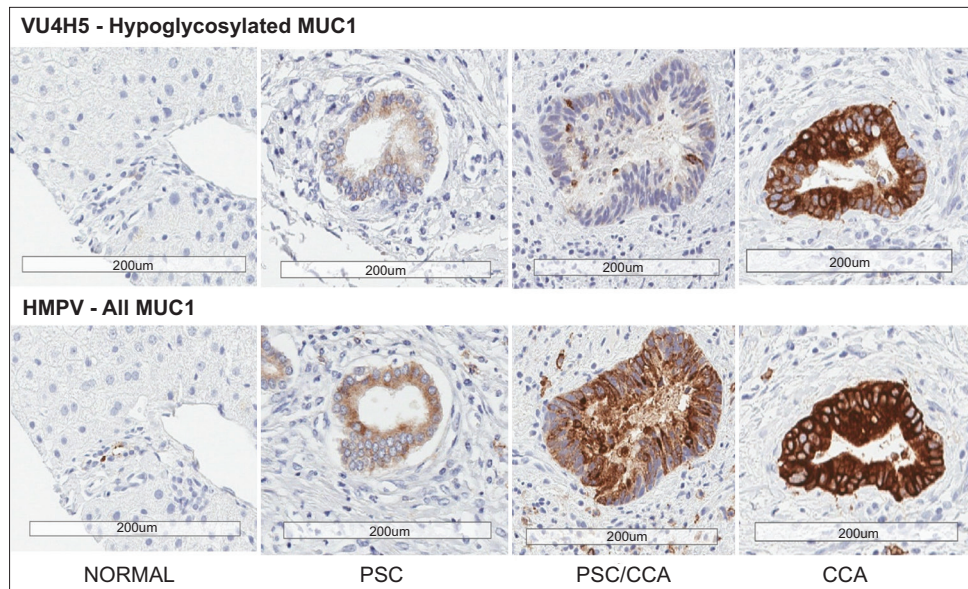 VU4H5 - Hypoglycosylated MUC1
200um
200um
200um
200um
HMPV - All MUC1
200um
200um
200um
200um
NORMAL
PSC
PSC/CCA
CCA